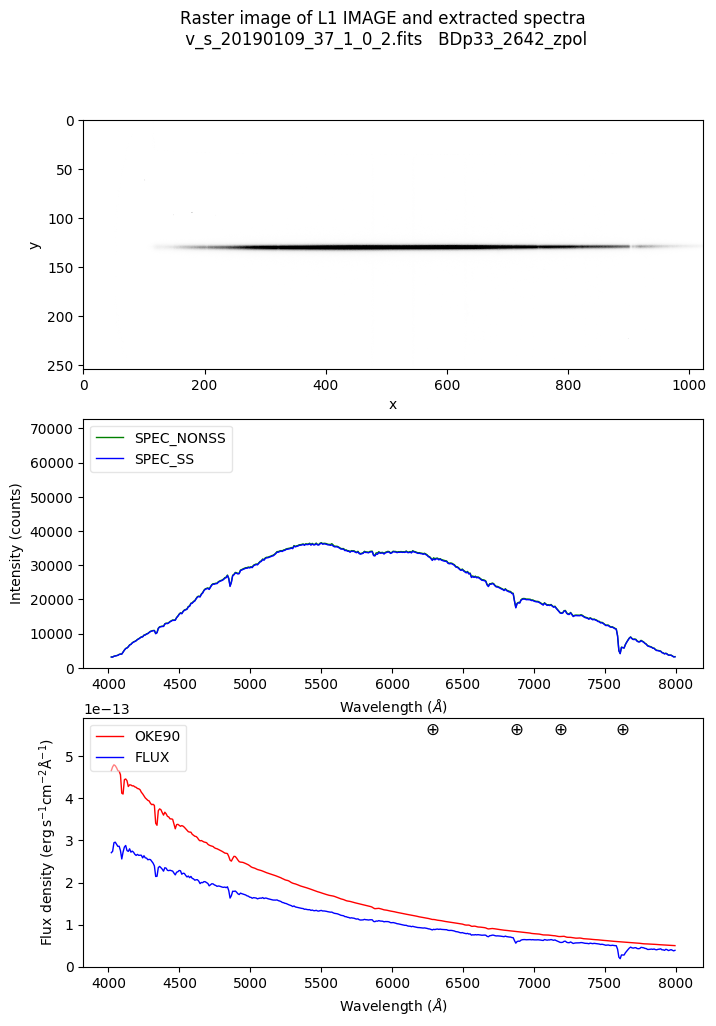 Raster image of L1 IMAGE and extracted spectra
v_s_20190109_37_1_0_2.fits   BDp33_2642_zpol
0
50
100
150
200
250
y
0 200 400 600 800 1000
x
70000
60000
50000
40000
30000
20000
10000
0
Intensity (counts)
SPEC_NONSS
SPEC_SS
4000 4500 5000 5500 6000 6500 7000 7500 8000
Wavelength (Å)
1e−13
5
4
3
2
1
0
Flux density (erg s⁻¹cm⁻²Å⁻¹)
OKE90
FLUX
⊕ ⊕ ⊕ ⊕
4000 4500 5000 5500 6000 6500 7000 7500 8000
Wavelength (Å)